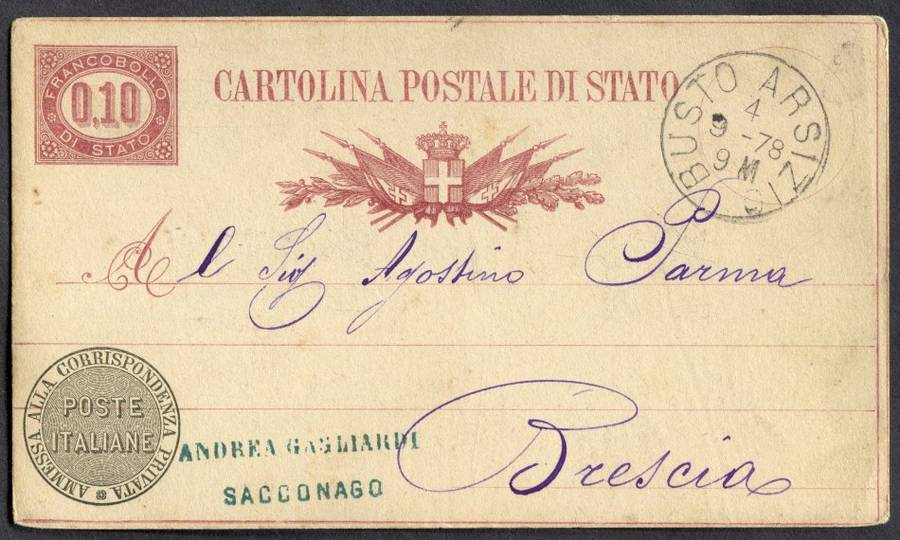 FRANCOBOLLO
0,10
DI STATO
CARTOLINA POSTALE DI STATO
BUSTO ARSIZIO
4
9 -78
9 M
Al Sig Agostino Parma
AMMESSA ALLA CORRISPONDENZA PRIVATA
POSTE
ITALIANE
ANDREA GAGLIARDI
SACCONAGO
Brescia